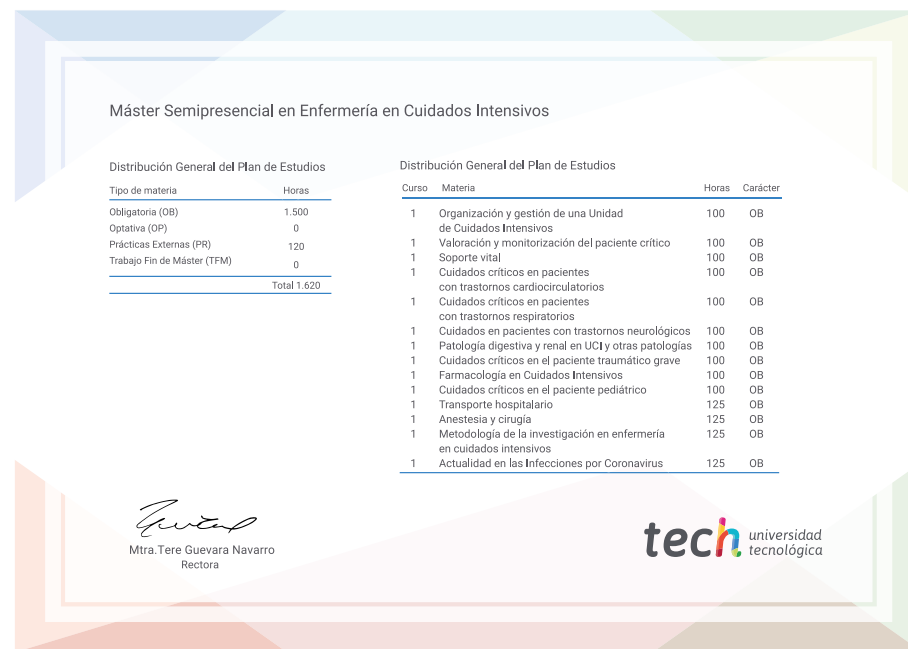 Máster Semipresencial en Enfermería en Cuidados Intensivos
Distribución General del Plan de Estudios
Tipo de materia Horas
Obligatoria (OB) 1.500
Optativa (OP) 0
Prácticas Externas (PR) 120
Trabajo Fin de Máster (TFM) 0
Total 1.620
Distribución General del Plan de Estudios
Curso Materia Horas Carácter
1 Organización y gestión de una Unidad 100 OB
de Cuidados Intensivos
1 Valoración y monitorización del paciente crítico 100 OB
1 Soporte vital 100 OB
1 Cuidados críticos en pacientes 100 OB
con trastornos cardiocirculatorios
1 Cuidados críticos en pacientes 100 OB
con trastornos respiratorios
1 Cuidados en pacientes con trastornos neurológicos 100 OB
1 Patología digestiva y renal en UCI y otras patologías 100 OB
1 Cuidados críticos en el paciente traumático grave 100 OB
1 Farmacología en Cuidados Intensivos 100 OB
1 Cuidados críticos en el paciente pediátrico 100 OB
1 Transporte hospitalario 125 OB
1 Anestesia y cirugía 125 OB
1 Metodología de la investigación en enfermería 125 OB
en cuidados intensivos
1 Actualidad en las Infecciones por Coronavirus 125 OB
Mtra.Tere Guevara Navarro
Rectora
tech universidad
tecnológica